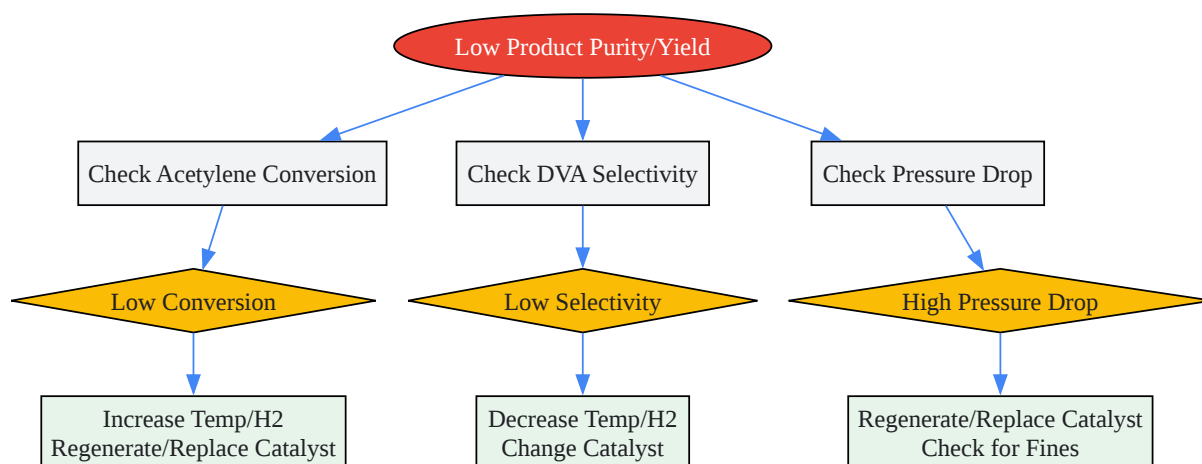 Low Product Purity/Yield
Check Acetylene Conversion
Check DVA Selectivity
Check Pressure Drop
Low Conversion
Low Selectivity
High Pressure Drop
Increase Temp/H2
Regenerate/Replace Catalyst
Decrease Temp/H2
Change Catalyst
Regenerate/Replace Catalyst
Check for Fines